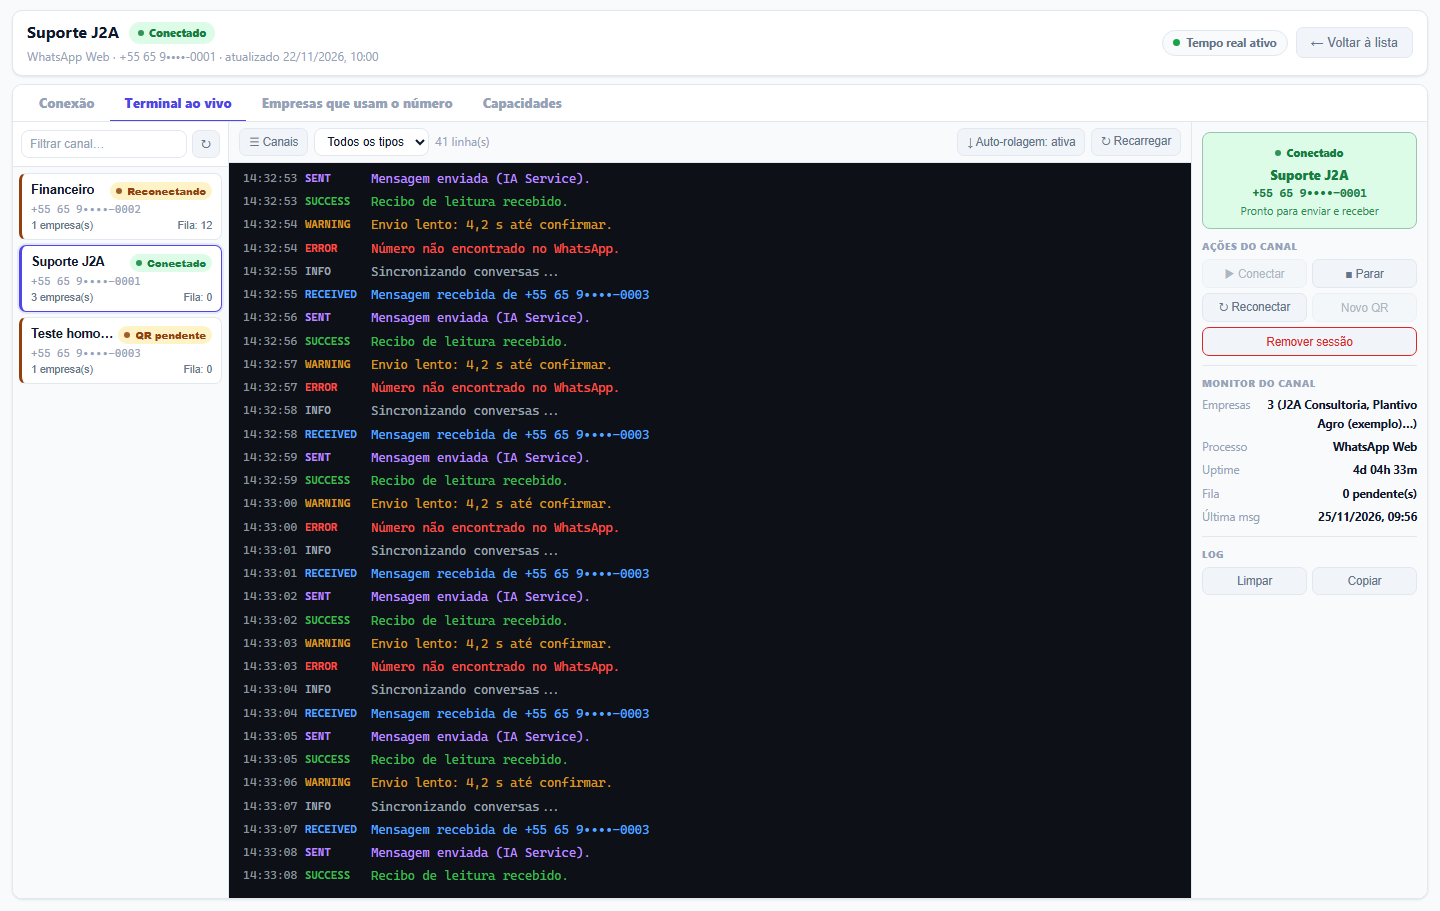 Suporte J2A
Conectado
WhatsApp Web · +55 65 9••••-0001 · atualizado 22/11/2026, 10:00
Tempo real ativo
← Voltar à lista
Conexão
Terminal ao vivo
Empresas que usam o número
Capacidades
Filtrar canal...
↻
Financeiro
Reconectando
+55 65 9••••-0002
1 empresa(s)
Fila: 12
Suporte J2A
Conectado
+55 65 9••••-0001
3 empresa(s)
Fila: 0
Teste homo...
QR pendente
+55 65 9••••-0003
1 empresa(s)
Fila: 0
☰ Canais
Todos os tipos
41 linha(s)
↓ Auto-rolagem: ativa
↻ Recarregar
14:32:53 SENT Mensagem enviada (IA Service).
14:32:53 SUCCESS Recibo de leitura recebido.
14:32:54 WARNING Envio lento: 4,2 s até confirmar.
14:32:54 ERROR Número não encontrado no WhatsApp.
14:32:55 INFO Sincronizando conversas...
14:32:55 RECEIVED Mensagem recebida de +55 65 9••••-0003
14:32:56 SENT Mensagem enviada (IA Service).
14:32:56 SUCCESS Recibo de leitura recebido.
14:32:57 WARNING Envio lento: 4,2 s até confirmar.
14:32:57 ERROR Número não encontrado no WhatsApp.
14:32:58 INFO Sincronizando conversas...
14:32:58 RECEIVED Mensagem recebida de +55 65 9••••-0003
14:32:59 SENT Mensagem enviada (IA Service).
14:32:59 SUCCESS Recibo de leitura recebido.
14:33:00 WARNING Envio lento: 4,2 s até confirmar.
14:33:00 ERROR Número não encontrado no WhatsApp.
14:33:01 INFO Sincronizando conversas...
14:33:01 RECEIVED Mensagem recebida de +55 65 9••••-0003
14:33:02 SENT Mensagem enviada (IA Service).
14:33:02 SUCCESS Recibo de leitura recebido.
14:33:03 WARNING Envio lento: 4,2 s até confirmar.
14:33:03 ERROR Número não encontrado no WhatsApp.
14:33:04 INFO Sincronizando conversas...
14:33:04 RECEIVED Mensagem recebida de +55 65 9••••-0003
14:33:05 SENT Mensagem enviada (IA Service).
14:33:05 SUCCESS Recibo de leitura recebido.
14:33:06 WARNING Envio lento: 4,2 s até confirmar.
14:33:07 INFO Sincronizando conversas...
14:33:07 RECEIVED Mensagem recebida de +55 65 9••••-0003
14:33:08 SENT Mensagem enviada (IA Service).
14:33:08 SUCCESS Recibo de leitura recebido.
Conectado
Suporte J2A
+55 65 9••••-0001
Pronto para enviar e receber
AÇÕES DO CANAL
▶ Conectar
■ Parar
↻ Reconectar
Novo QR
Remover sessão
MONITOR DO CANAL
Empresas 3 (J2A Consultoria, Plantivo
Agro (exemplo)...)
Processo WhatsApp Web
Uptime 4d 04h 33m
Fila 0 pendente(s)
Última msg 25/11/2026, 09:56
LOG
Limpar
Copiar